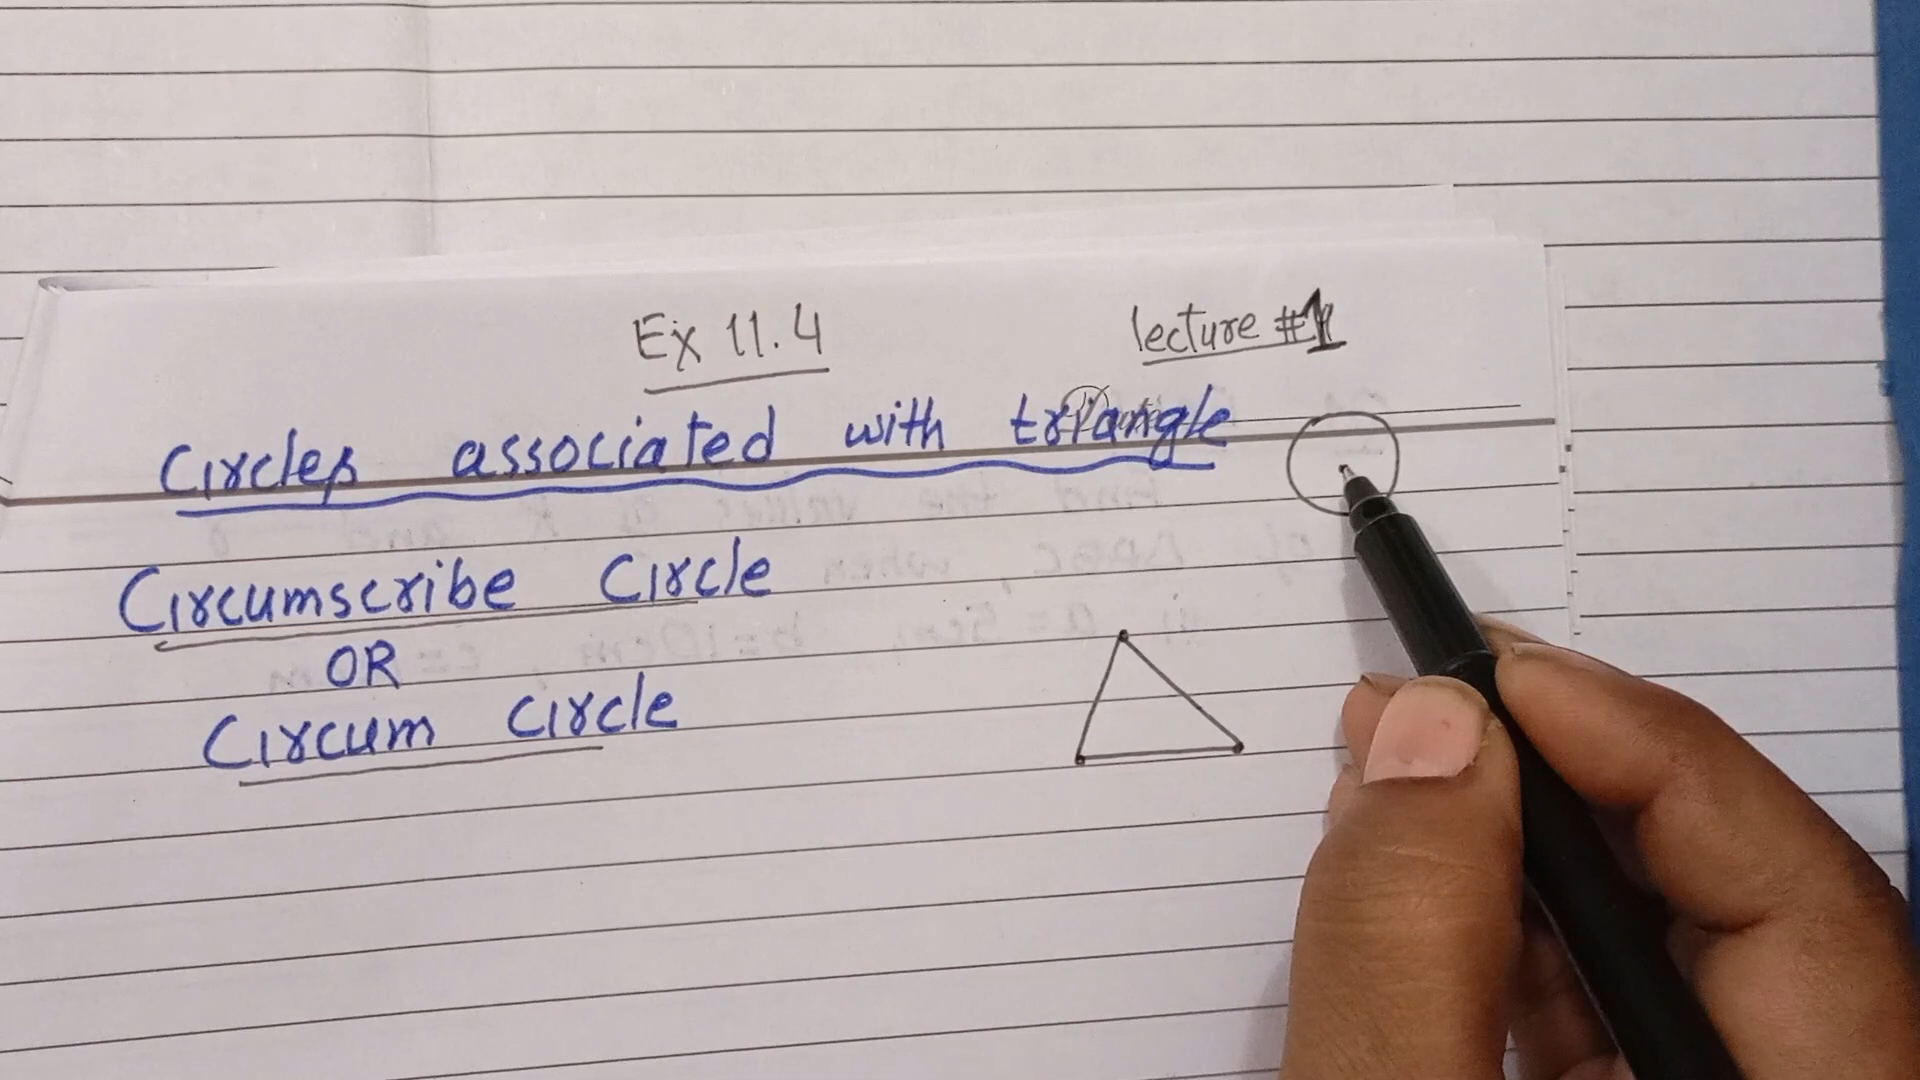 Ex 11.4
lecture #1
Circles associated with triangle
Circumscribe Circle
OR
Circum circle